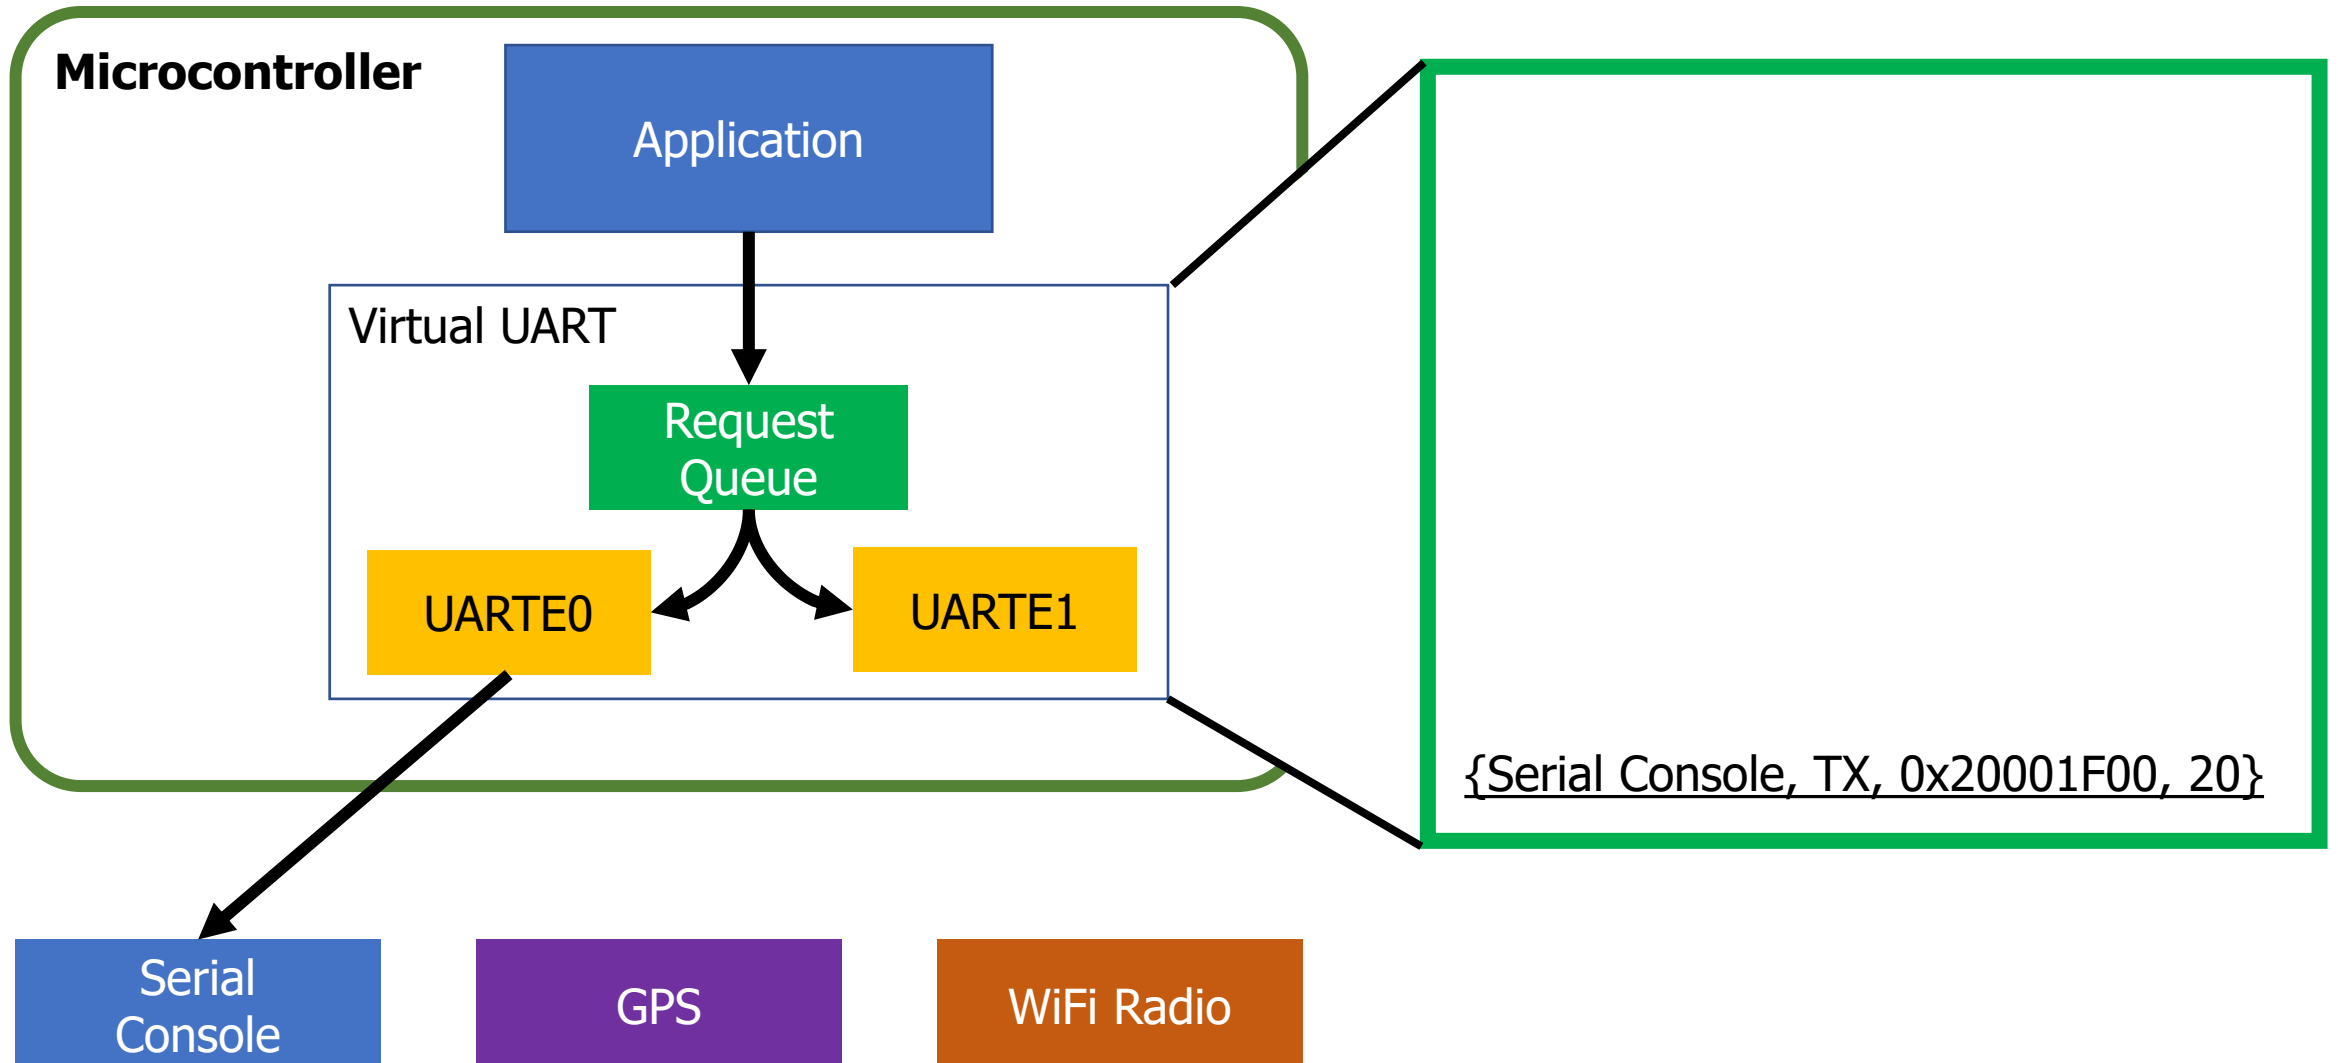 Microcontroller
Application
Virtual UART
Request
Queue
UARTE0
UARTE1
{Serial Console, TX, 0x20001F00, 20}
Serial
Console
GPS
WiFi Radio